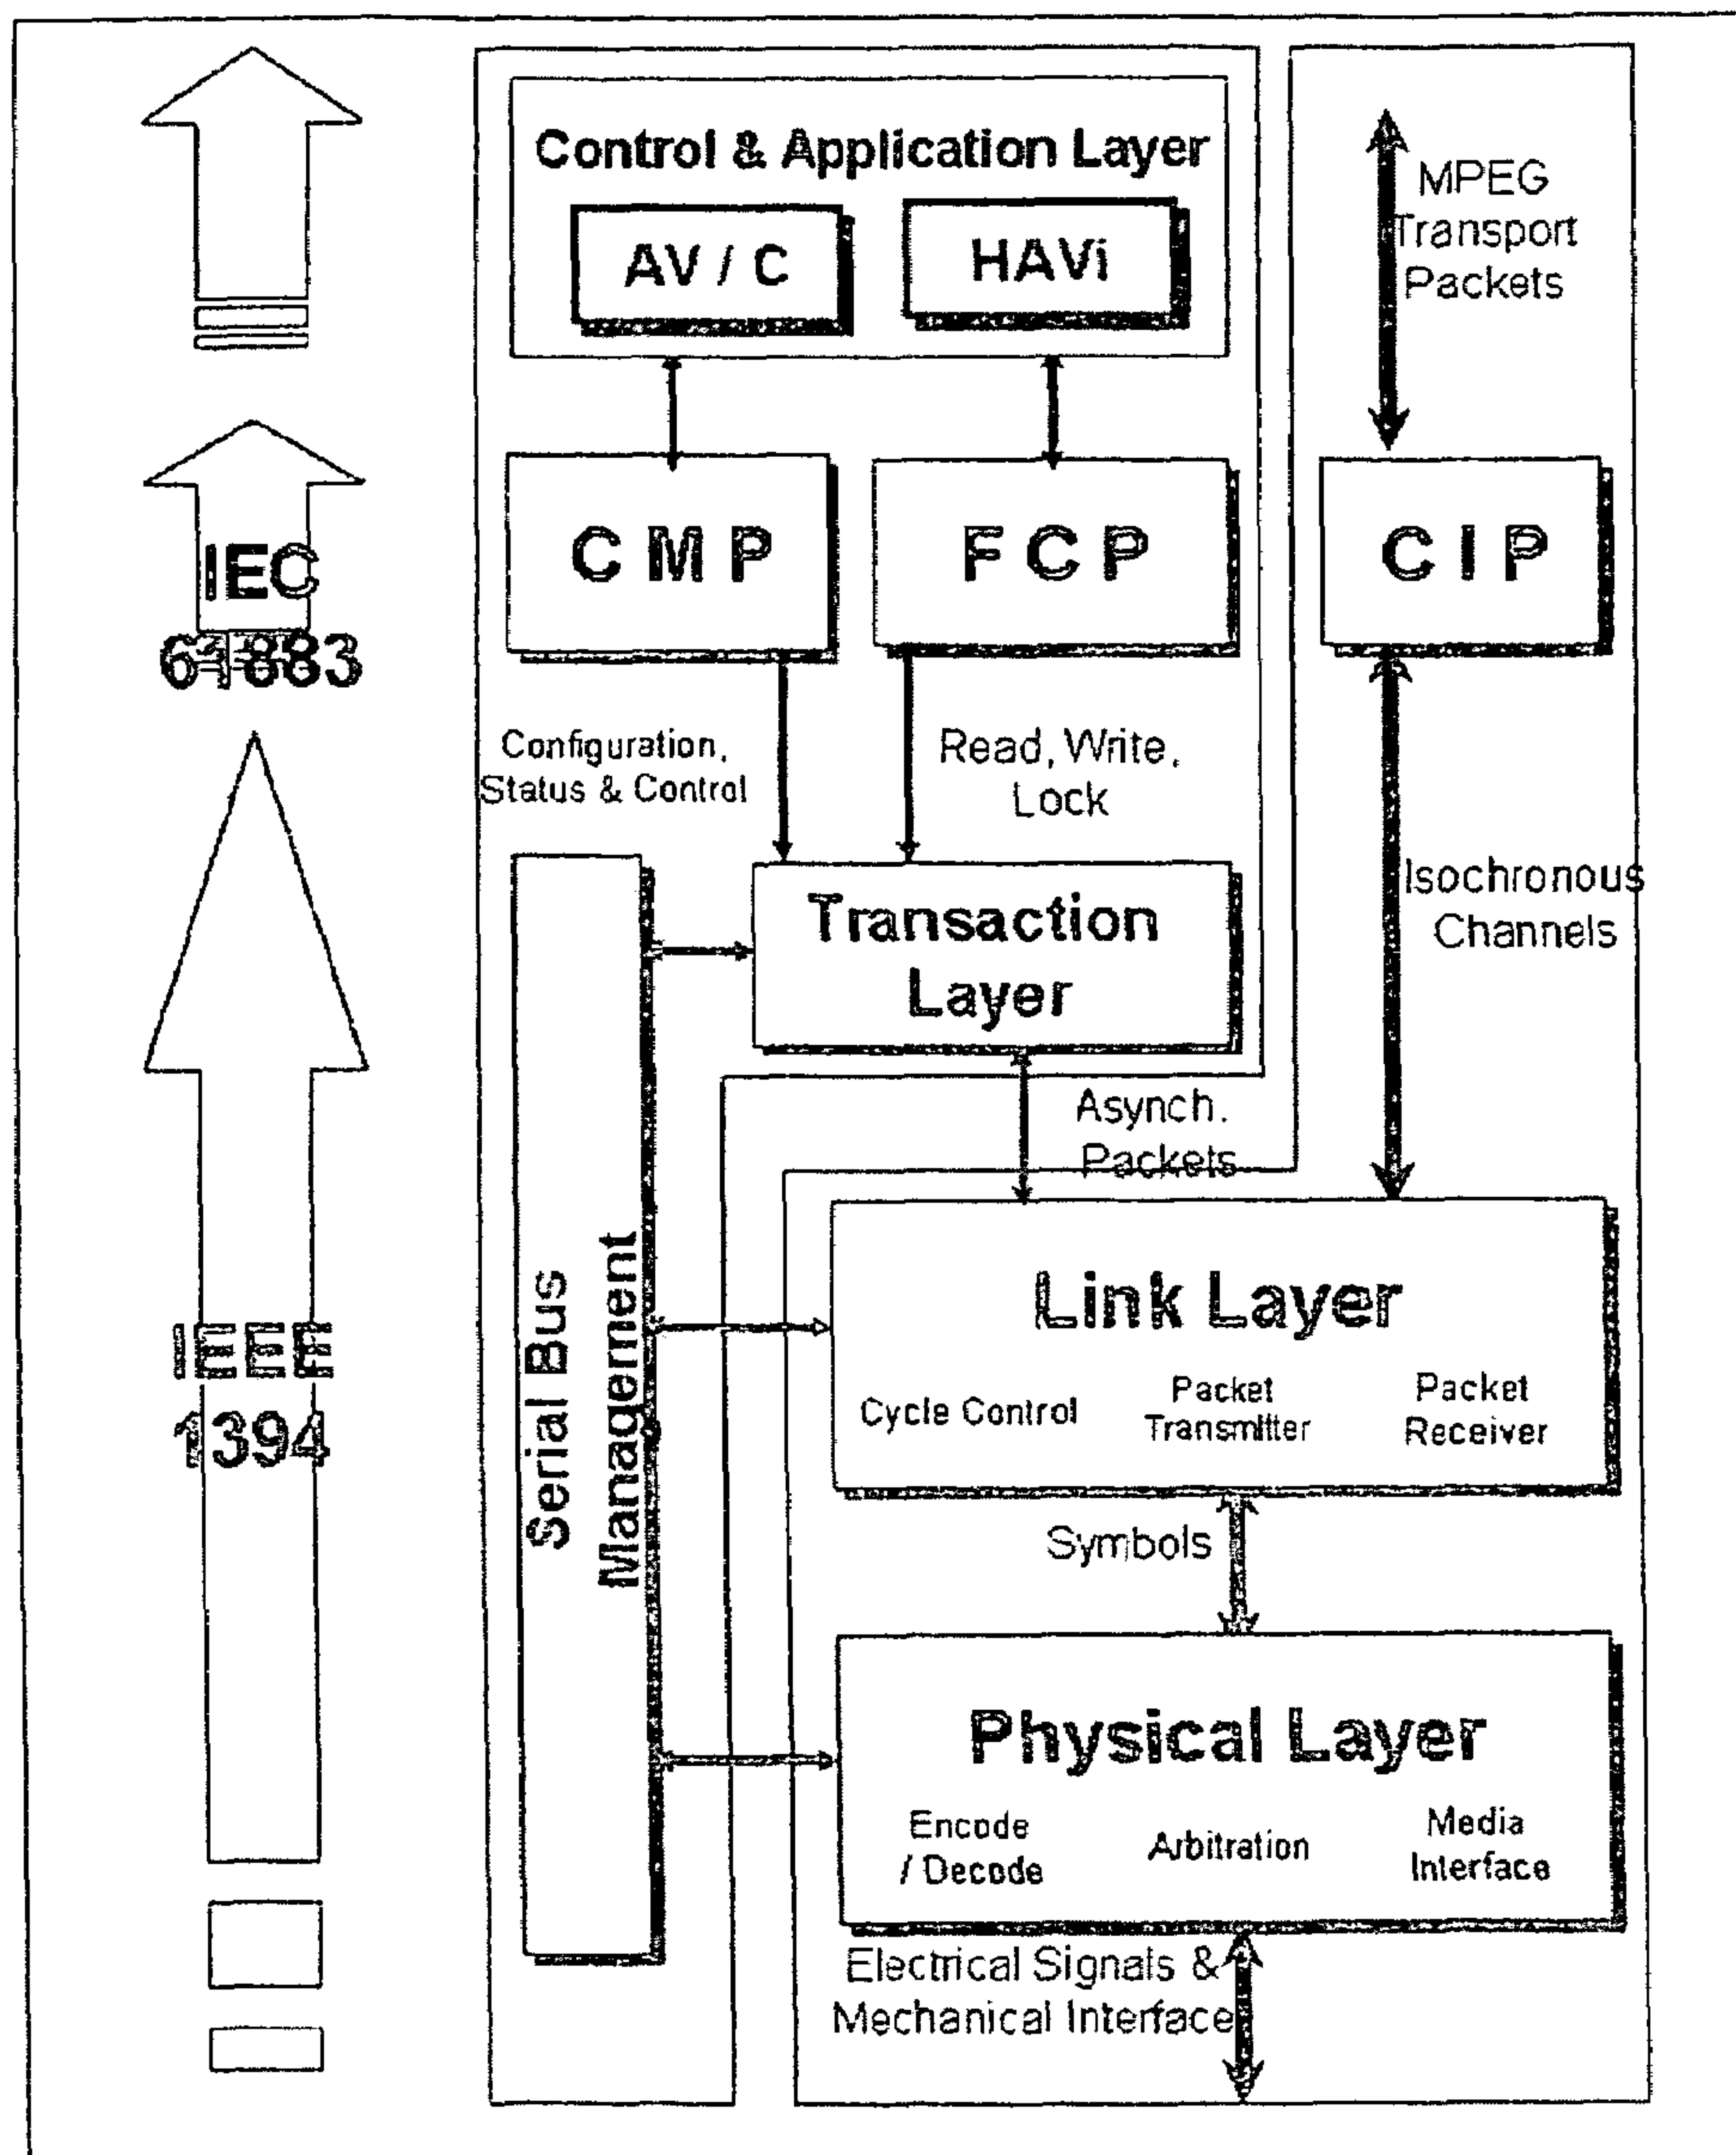 Control & Application Layer
AV / C
HAVi
MPEG
Transport
Packets
IEC
61883
C M P
F C P
C I P
Configuration,
Status & Control
Read, Write,
Lock
Isochronous
Channels
Transaction
Layer
Asynch.
Packets
IEEE
1394
Serial Bus
Management
Link Layer
Cycle Control
Packet
Transmitter
Packet
Receiver
Symbols
Physical Layer
Encode
/ Decode
Arbitration
Media
Interface
Electrical Signals &
Mechanical Interface